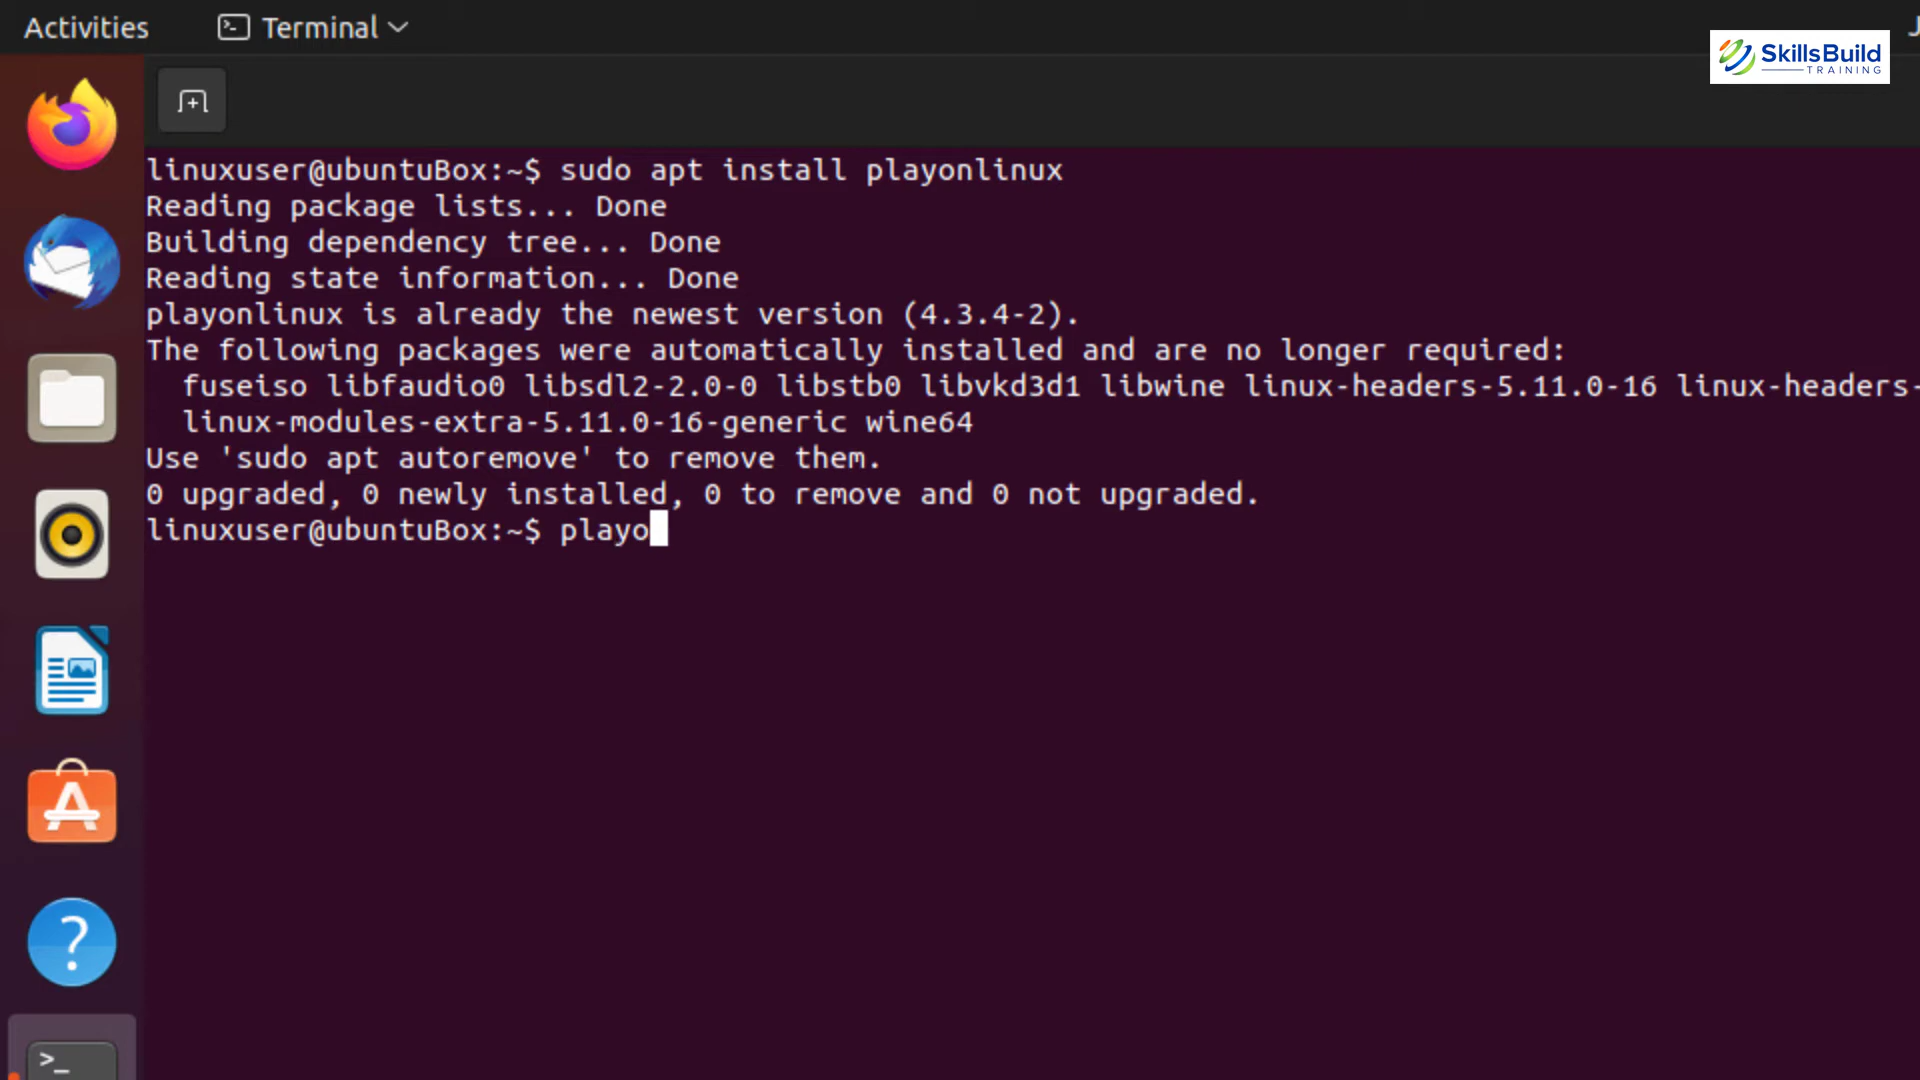 Activities
Terminal
SkillsBuild
TRAINING
linuxuser@ubuntuBox:~$ sudo apt install playonlinux
Reading package lists... Done
Building dependency tree... Done
Reading state information... Done
playonlinux is already the newest version (4.3.4-2).
The following packages were automatically installed and are no longer required:
  fuseiso libfaudio0 libsdl2-2.0-0 libstb0 libvkd3d1 libwine linux-headers-5.11.0-16 linux-headers-
  linux-modules-extra-5.11.0-16-generic wine64
Use 'sudo apt autoremove' to remove them.
0 upgraded, 0 newly installed, 0 to remove and 0 not upgraded.
linuxuser@ubuntuBox:~$ playo